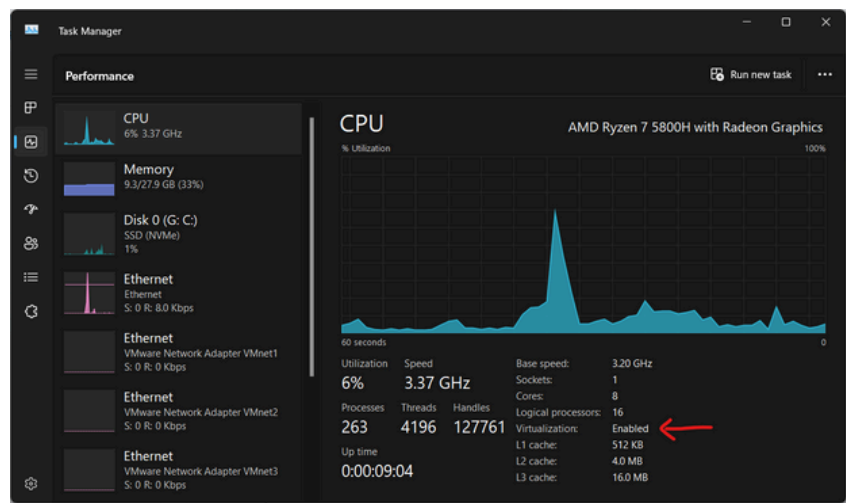 Task Manager
Performance
Run new task
CPU
6% 3.37 GHz
Memory
9.3/27.9 GB (33%)
Disk 0 (G: C:)
SSD (NVMe)
1%
Ethernet
Ethernet
S: 0 R: 8.0 Kbps
Ethernet
VMware Network Adapter VMnet1
S: 0 R: 0 Kbps
Ethernet
VMware Network Adapter VMnet2
S: 0 R: 0 Kbps
Ethernet
VMware Network Adapter VMnet3
S: 0 R: 0 Kbps
CPU AMD Ryzen 7 5800H with Radeon Graphics
% Utilization 100%
60 seconds 0
Utilization Speed
6% 3.37 GHz
Processes Threads Handles
263 4196 127761
Up time
0:00:09:04
Base speed: 3.20 GHz
Sockets: 1
Cores: 8
Logical processors: 16
Virtualization: Enabled
L1 cache: 512 KB
L2 cache: 4.0 MB
L3 cache: 16.0 MB